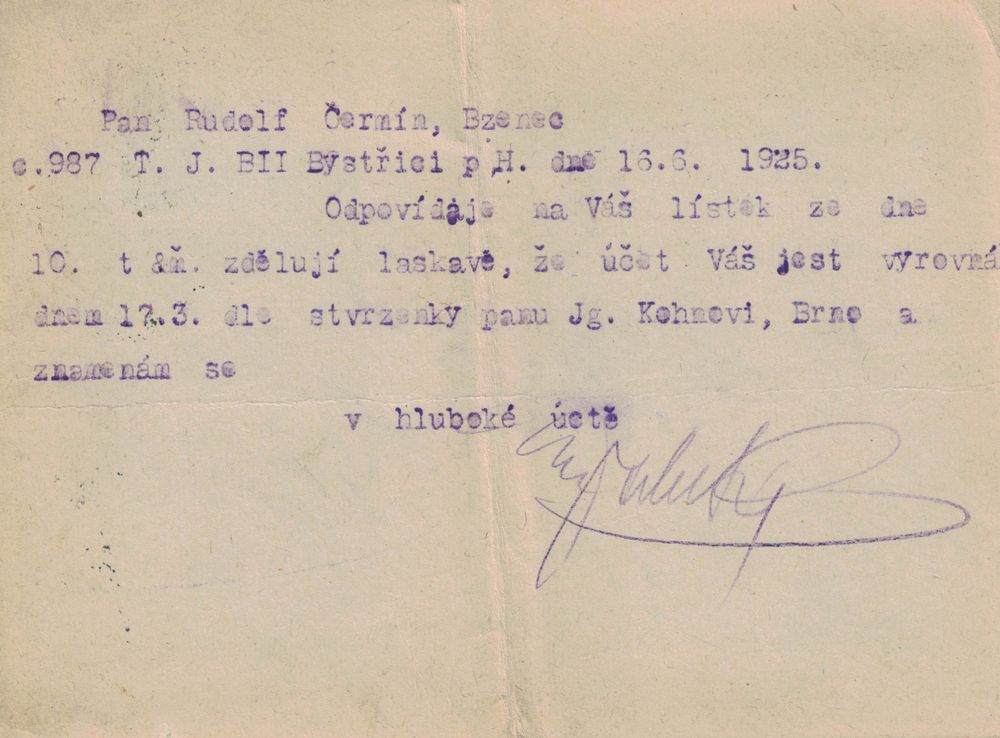 Pan Rudolf Čermín, Bzenec
c.987 T. J. BII Bystřici p H. dne 16.6. 1925.
Odpovídaje na Váš lístek ze dne
10. t &m̌. zdělují laskavě, že účet Váš jest vyrovná
dnem 17.3. dle stvrzenky panu Jg. Kohnovi, Brno a
znamenám se
v hluboké úctě